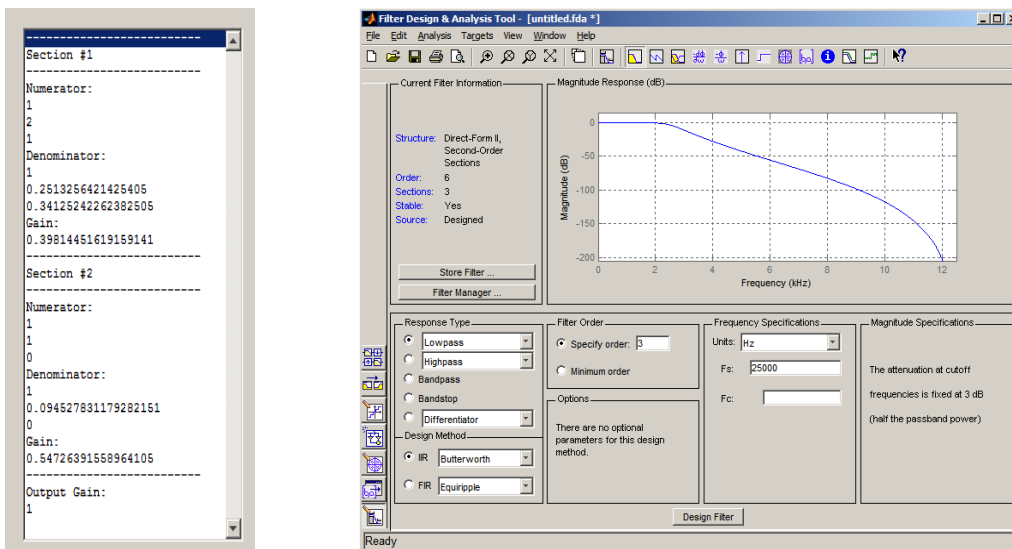 ---------------------------
Section #1
---------------------------
Numerator:
1
2
1
Denominator:
1
0.2513256421425405
0.34125242262382505
Gain:
0.39814451619159141
---------------------------
Section #2
---------------------------
Numerator:
1
1
0
Denominator:
1
0.094527831179282151
0
Gain:
0.54726391558964105
---------------------------
Output Gain:
1
Filter Design & Analysis Tool - [untitled.fda *]
File Edit Analysis Targets View Window Help
Current Filter Information
Structure: Direct-Form II,
Second-Order
Sections
Order: 6
Sections: 3
Stable: Yes
Source: Designed
Store Filter ...
Filter Manager ...
Magnitude Response (dB)
Magnitude (dB)
0
-50
-100
-150
-200
0 2 4 6 8 10 12
Frequency (kHz)
Response Type
Lowpass
Highpass
Bandpass
Bandstop
Differentiator
Design Method
IIR Butterworth
FIR Equiripple
Filter Order
Specify order: 3
Minimum order
Options
There are no optional
parameters for this design
method.
Frequency Specifications
Units: Hz
Fs: 25000
Fc:
Magnitude Specifications
The attenuation at cutoff
frequencies is fixed at 3 dB
(half the passband power)
Design Filter
Ready